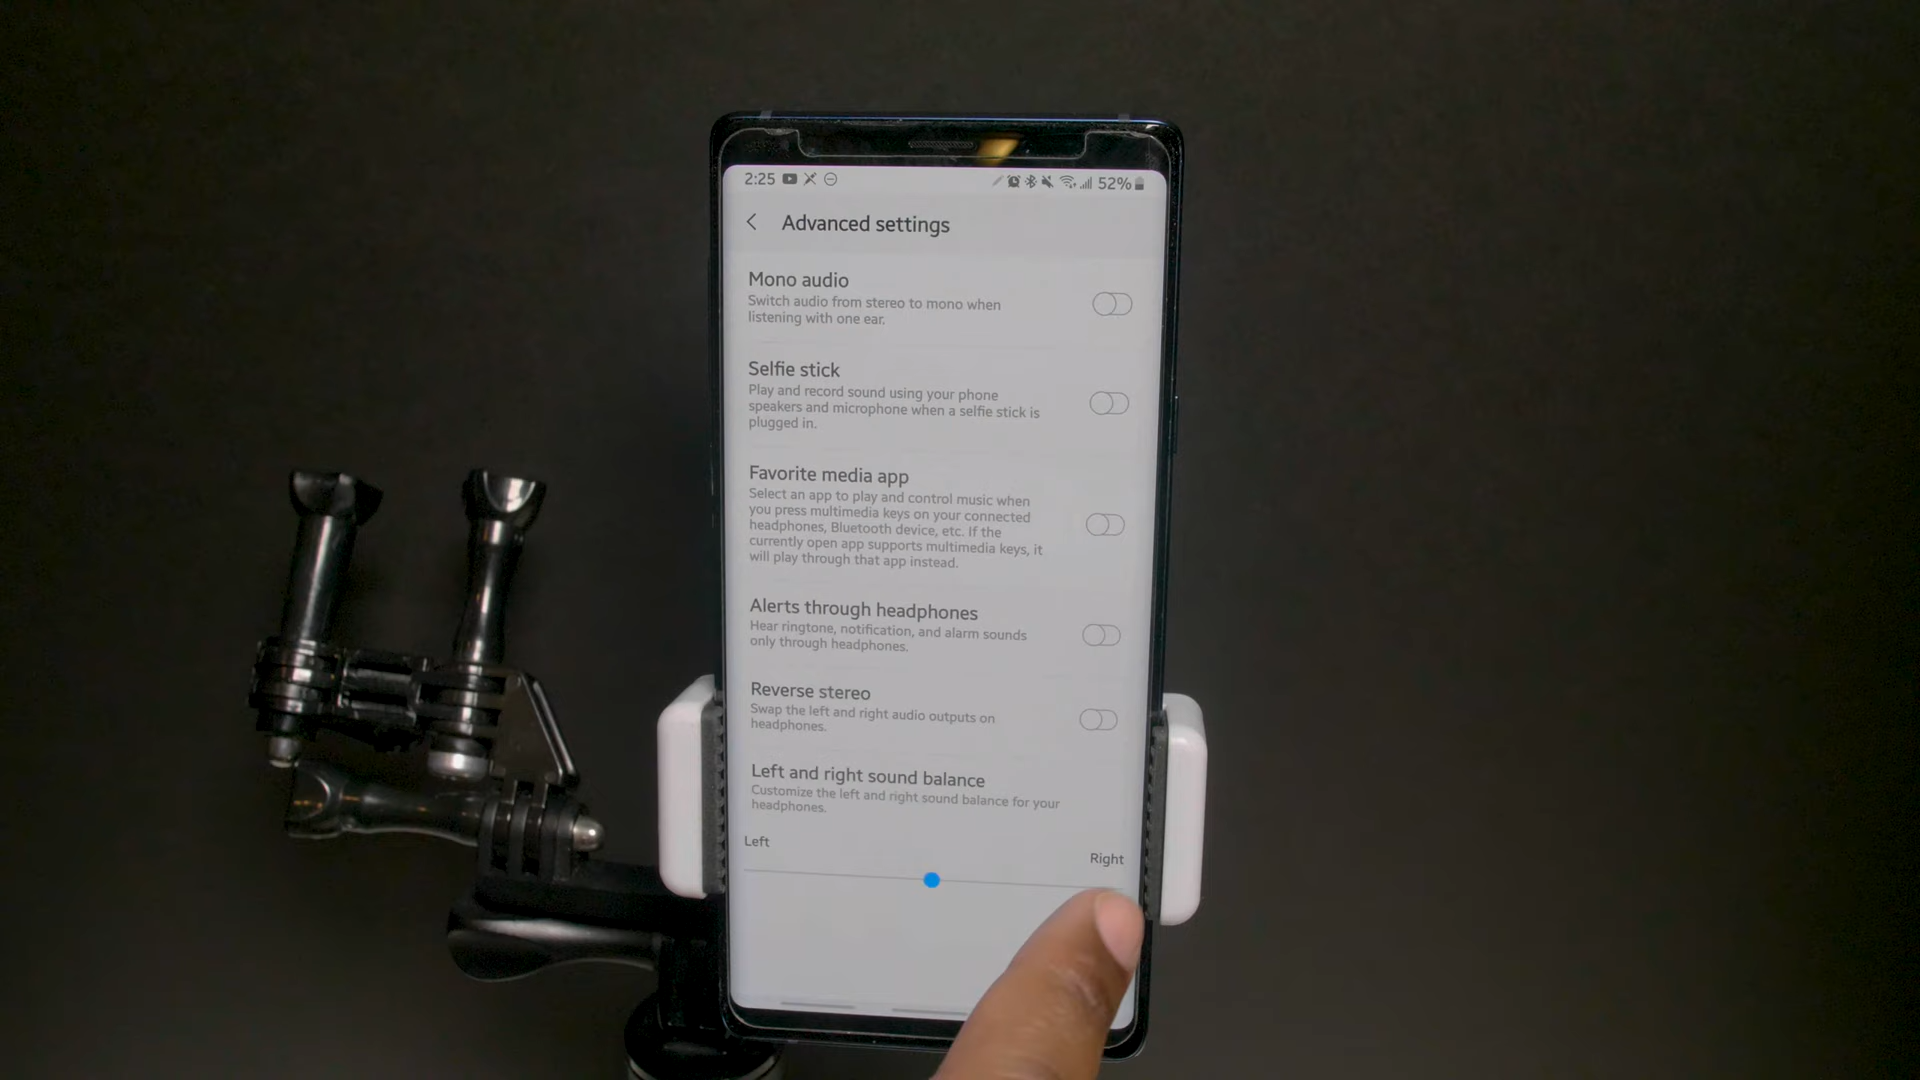 2:25 52%
Advanced settings
Mono audio
Switch audio from stereo to mono when
listening with one ear.
Selfie stick
Play and record sound using your phone
speakers and microphone when a selfie stick is
plugged in.
Favorite media app
Select an app to play and control music when
you press multimedia keys on your connected
headphones, Bluetooth device, etc. If the
currently open app supports multimedia keys, it
will play through that app instead.
Alerts through headphones
Hear ringtone, notification, and alarm sounds
only through headphones.
Reverse stereo
Swap the left and right audio outputs on
headphones.
Left and right sound balance
Customize the left and right sound balance for your
headphones.
Left
Right